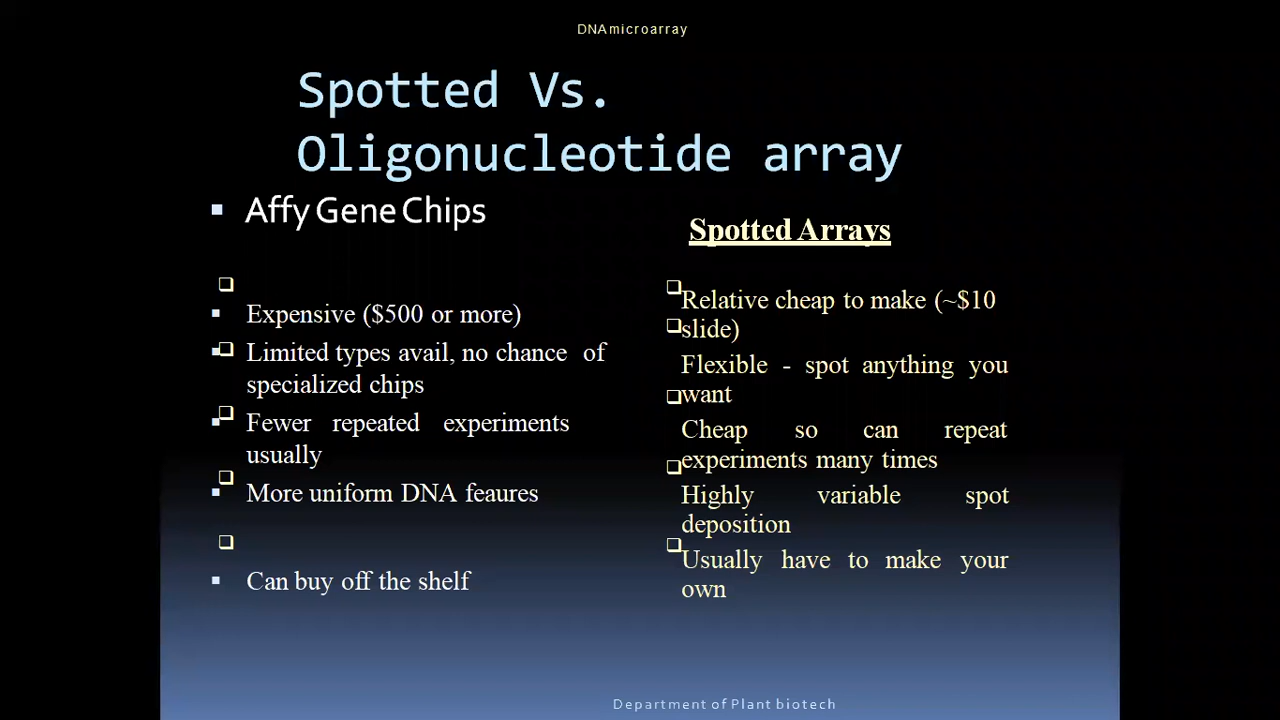 DNA microarray
Spotted Vs.
Oligonucleotide array
Affy Gene Chips
Expensive ($500 or more)
Limited types avail, no chance of
specialized chips
Fewer repeated experiments
usually
More uniform DNA feaures
Can buy off the shelf
Spotted Arrays
Relative cheap to make (~$10
slide)
Flexible - spot anything you
want
Cheap so can repeat
experiments many times
Highly variable spot
deposition
Usually have to make your
own
Department of Plant biotech